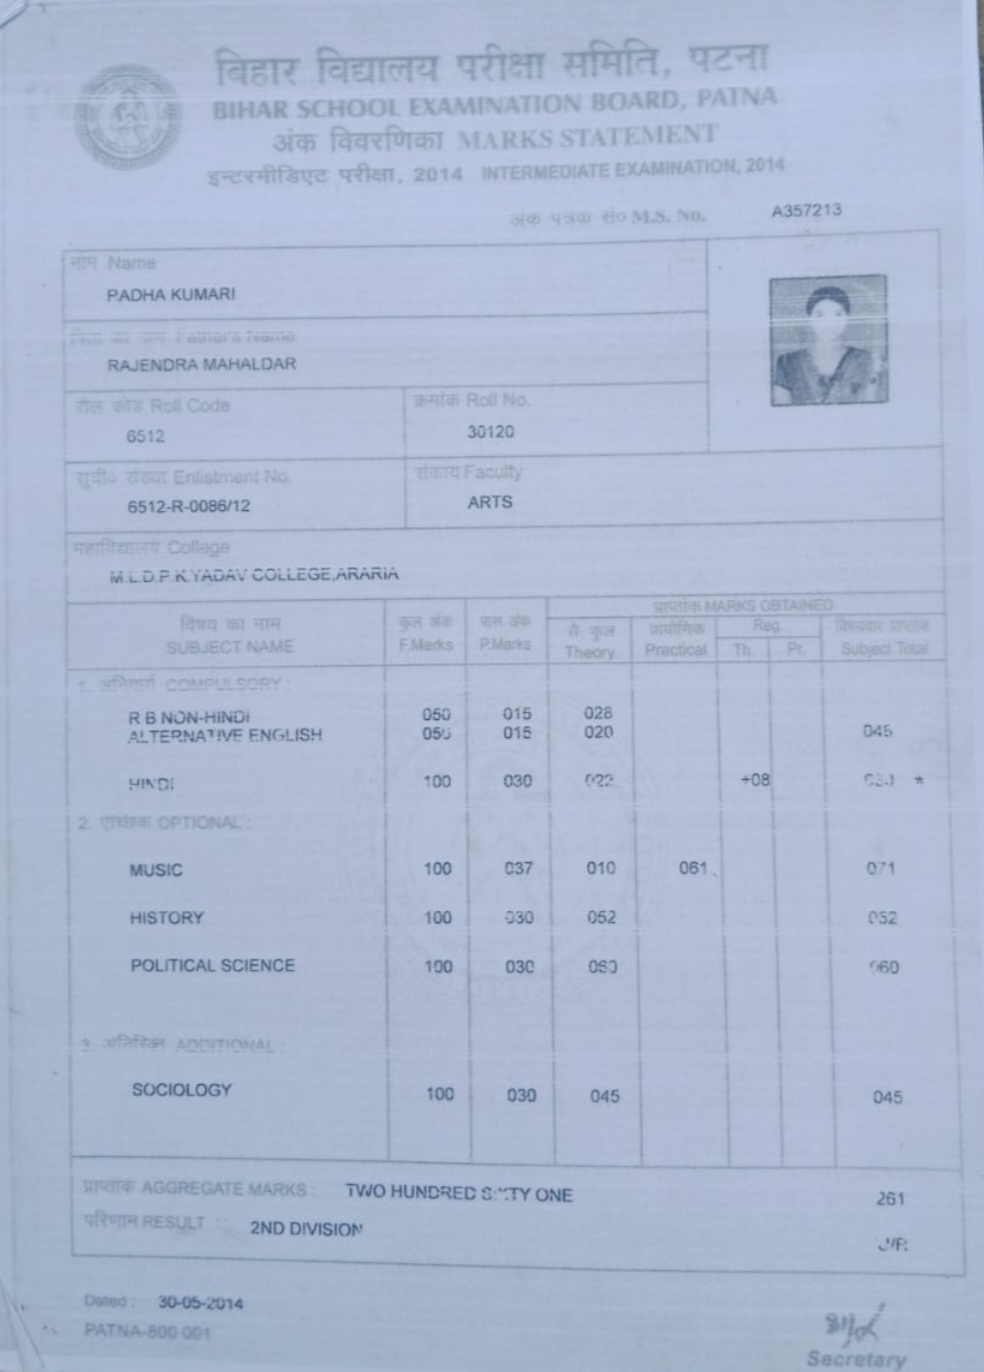 बिहार विद्यालय परीक्षा समिति, पटना
BIHAR SCHOOL EXAMINATION BOARD, PATNA
अंक विवरणिका MARKS STATEMENT
इन्टरमीडिएट परीक्षा, 2014 INTERMEDIATE EXAMINATION, 2014
अंक पत्रक सं० M.S. No. A357213
नाम Name
PADHA KUMARI
पिता का नाम Father's Name
RAJENDRA MAHALDAR
रौल कोड Roll Code क्रमांक Roll No.
6512 30120
सूची० संख्या Enlistment No. संकाय Faculty
6512-R-0086/12 ARTS
महाविद्यालय College
M.L.D.P.K.YADAV COLLEGE,ARARIA
प्राप्तांक MARKS OBTAINED
विषय का नाम कुल अंक पास अंक सै. कुल प्रायोगिक Reg. विषयवार प्राप्तांक
SUBJECT NAME F.Marks P.Marks Theory Practical Th. Pr. Subject Total
1. अनिवार्य COMPULSORY :
R B NON-HINDI 050 015 028
ALTERNATIVE ENGLISH 050 015 020 045
HINDI 100 030 022 +08 030 *
2. एच्छिक OPTIONAL :
MUSIC 100 037 010 061 071
HISTORY 100 030 052 052
POLITICAL SCIENCE 100 030 060 060
3. अतिरिक्त ADDITIONAL :
SOCIOLOGY 100 030 045 045
प्राप्तांक AGGREGATE MARKS : TWO HUNDRED SIXTY ONE 261
परिणाम RESULT : 2ND DIVISION
Dated : 30-05-2014
PATNA-800 001
Secretary